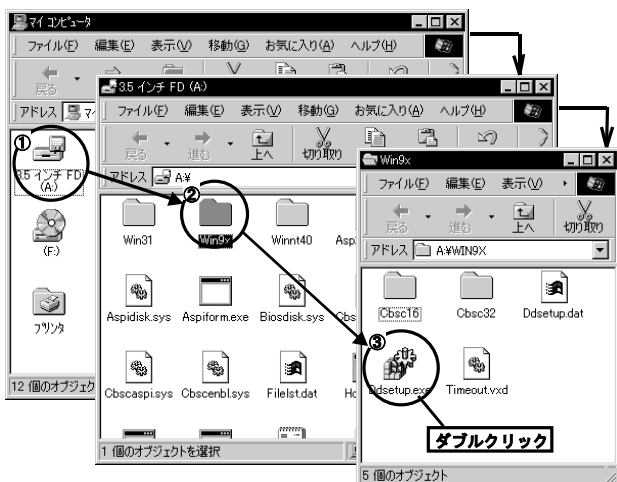 マイ コンピュータ
ファイル(F) 編集(E) 表示(V) 移動(G) お気に入り(A) ヘルプ(H)
戻る
アドレス
①
3.5 インチ FD (A:)
(F:)
プリンタ
12 個のオブジェク
3.5 インチ FD (A:)
ファイル(F) 編集(E) 表示(V) 移動(G) お気に入り(A) ヘルプ(H)
戻る 進む 上へ 切り取り
アドレス A:¥
②
Win31 Win9x Winnt40
Aspidisk.sys Aspiform.exe Biosdisk.sys
Cbscaspi.sys Cbscenbl.sys Filelst.dat
1 個のオブジェクトを選択
Win9x
ファイル(F) 編集(E) 表示(V)
戻る 進む 上へ 切り取り
アドレス A:¥WIN9X
Cbsc16 Cbsc32 Ddsetup.dat
③
Ddsetup.exe Timeout.vxd
ダブルクリック
5 個のオブジェクト